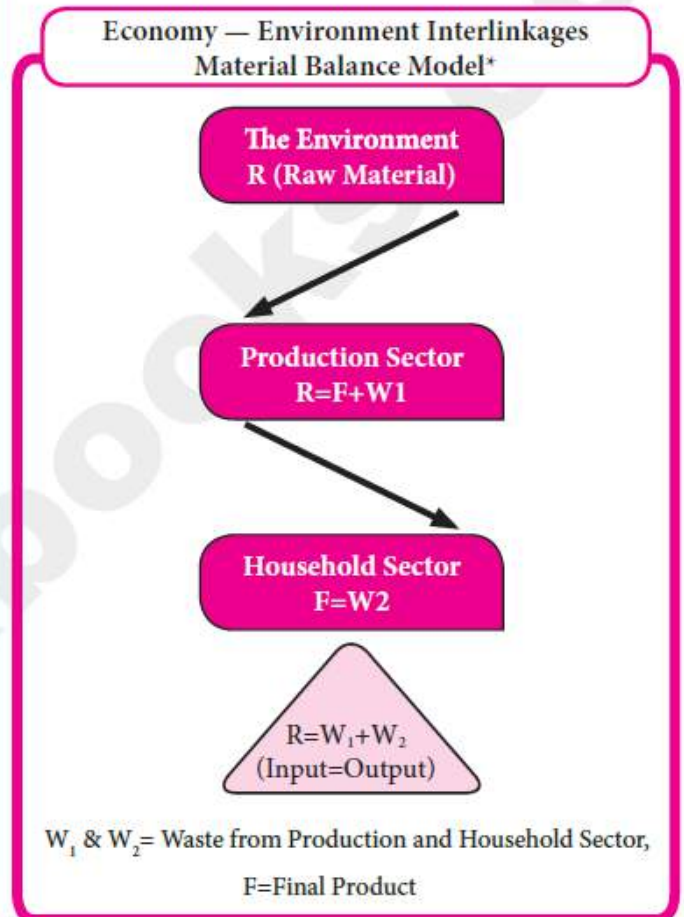 Economy — Environment Interlinkages
Material Balance Model*
The Environment
R (Raw Material)
Production Sector
R=F+W1
Household Sector
F=W2
R=W₁+W₂
(Input=Output)
W₁ & W₂= Waste from Production and Household Sector,
F=Final Product